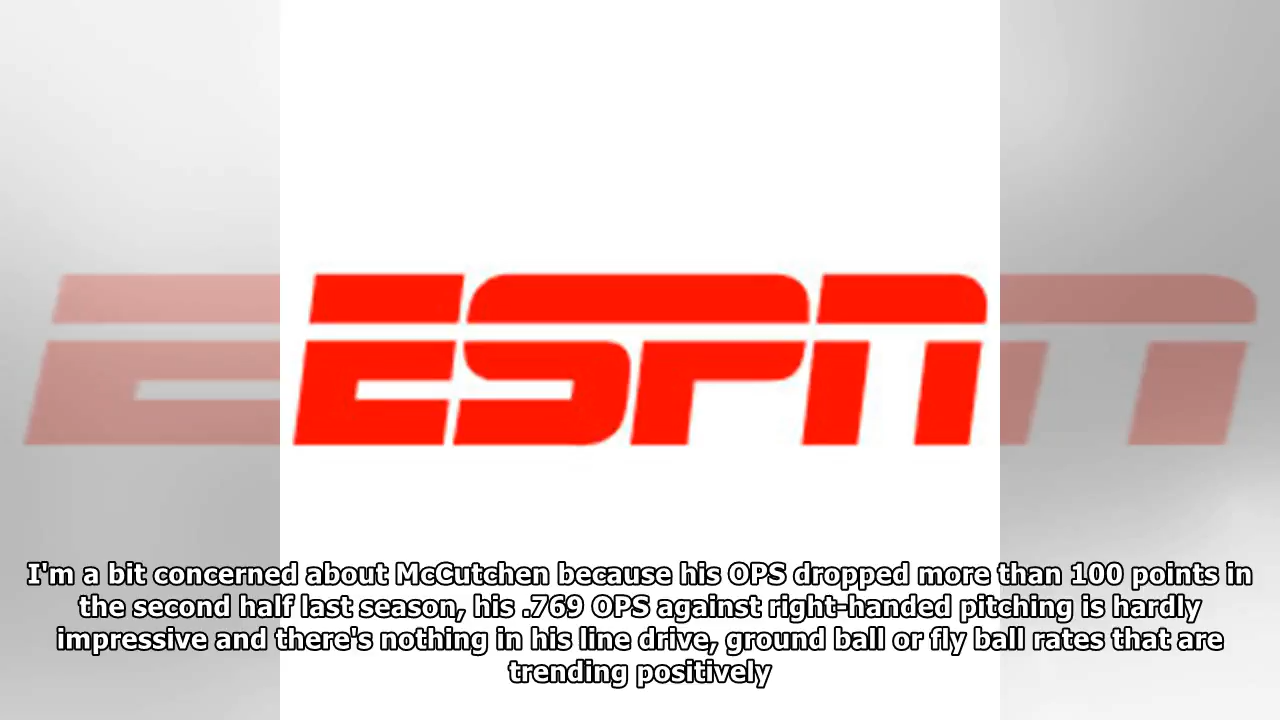 ESPN
I'm a bit concerned about McCutchen because his OPS dropped more than 100 points in
the second half last season, his .769 OPS against right-handed pitching is hardly
impressive and there's nothing in his line drive, ground ball or fly ball rates that are
trending positively